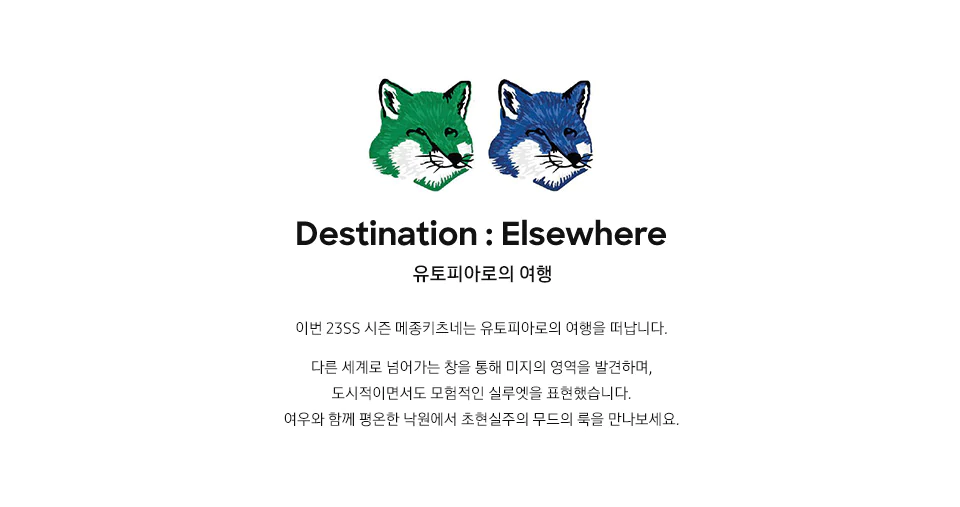 Destination : Elsewhere
유토피아로의 여행
이번 23SS 시즌 메종키츠네는 유토피아로의 여행을 떠납니다.
다른 세계로 넘어가는 창을 통해 미지의 영역을 발견하며,
도시적이면서도 모험적인 실루엣을 표현했습니다.
여우와 함께 평온한 낙원에서 초현실주의 무드의 룩을 만나보세요.